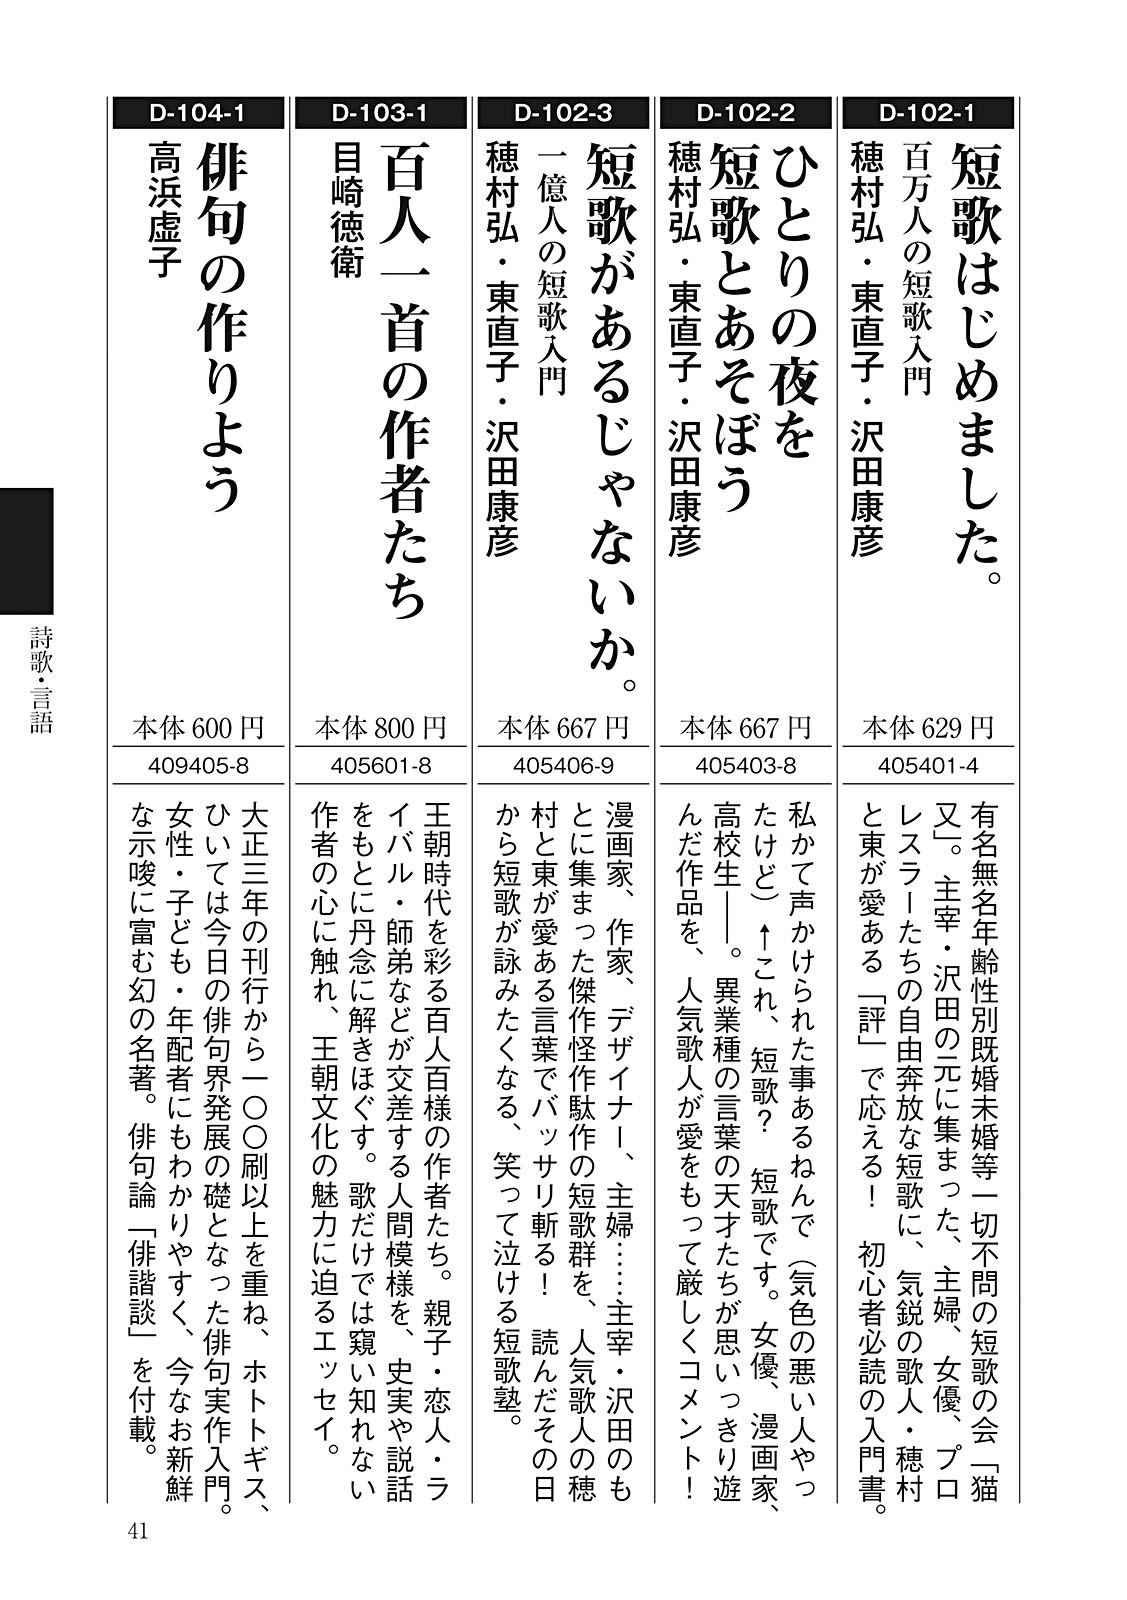 D-102-1
短歌はじめました。
百万人の短歌入門
穂村弘・東直子・沢田康彦
本体 629 円
405401-4
有名無名年齢性別既婚未婚等一切不問の短歌の会「猫
又」。主宰・沢田の元に集まった、主婦、女優、プロ
レスラーたちの自由奔放な短歌に、気鋭の歌人・穂村
と東が愛ある「評」で応える！　初心者必読の入門書。
D-102-2
ひとりの夜を
短歌とあそぼう
穂村弘・東直子・沢田康彦
本体 667 円
405403-8
私かて声かけられた事あるねんで（気色の悪い人やっ
たけど）↑これ、短歌？　短歌です。女優、漫画家、
高校生――。異業種の言葉の天才たちが思いっきり遊
んだ作品を、人気歌人が愛をもって厳しくコメント！
D-102-3
短歌があるじゃないか。
一億人の短歌入門
穂村弘・東直子・沢田康彦
本体 667 円
405406-9
漫画家、作家、デザイナー、主婦……主宰・沢田のも
とに集まった傑作怪作駄作の短歌群を、人気歌人の穂
村と東が愛ある言葉でバッサリ斬る！　読んだその日
から短歌が詠みたくなる、笑って泣ける短歌塾。
D-103-1
百人一首の作者たち
目崎徳衛
本体 800 円
405601-8
王朝時代を彩る百人百様の作者たち。親子・恋人・ラ
イバル・師弟などが交差する人間模様を、史実や説話
をもとに丹念に解きほぐす。歌だけでは窺い知れない
作者の心に触れ、王朝文化の魅力に迫るエッセイ。
D-104-1
俳句の作りよう
高浜虚子
本体 600 円
409405-8
大正三年の刊行から一〇〇刷以上を重ね、ホトトギス、
ひいては今日の俳句界発展の礎となった俳句実作入門。
女性・子ども・年配者にもわかりやすく、今なお新鮮
な示唆に富む幻の名著。俳句論「俳諧談」を付載。
詩歌・言語
41